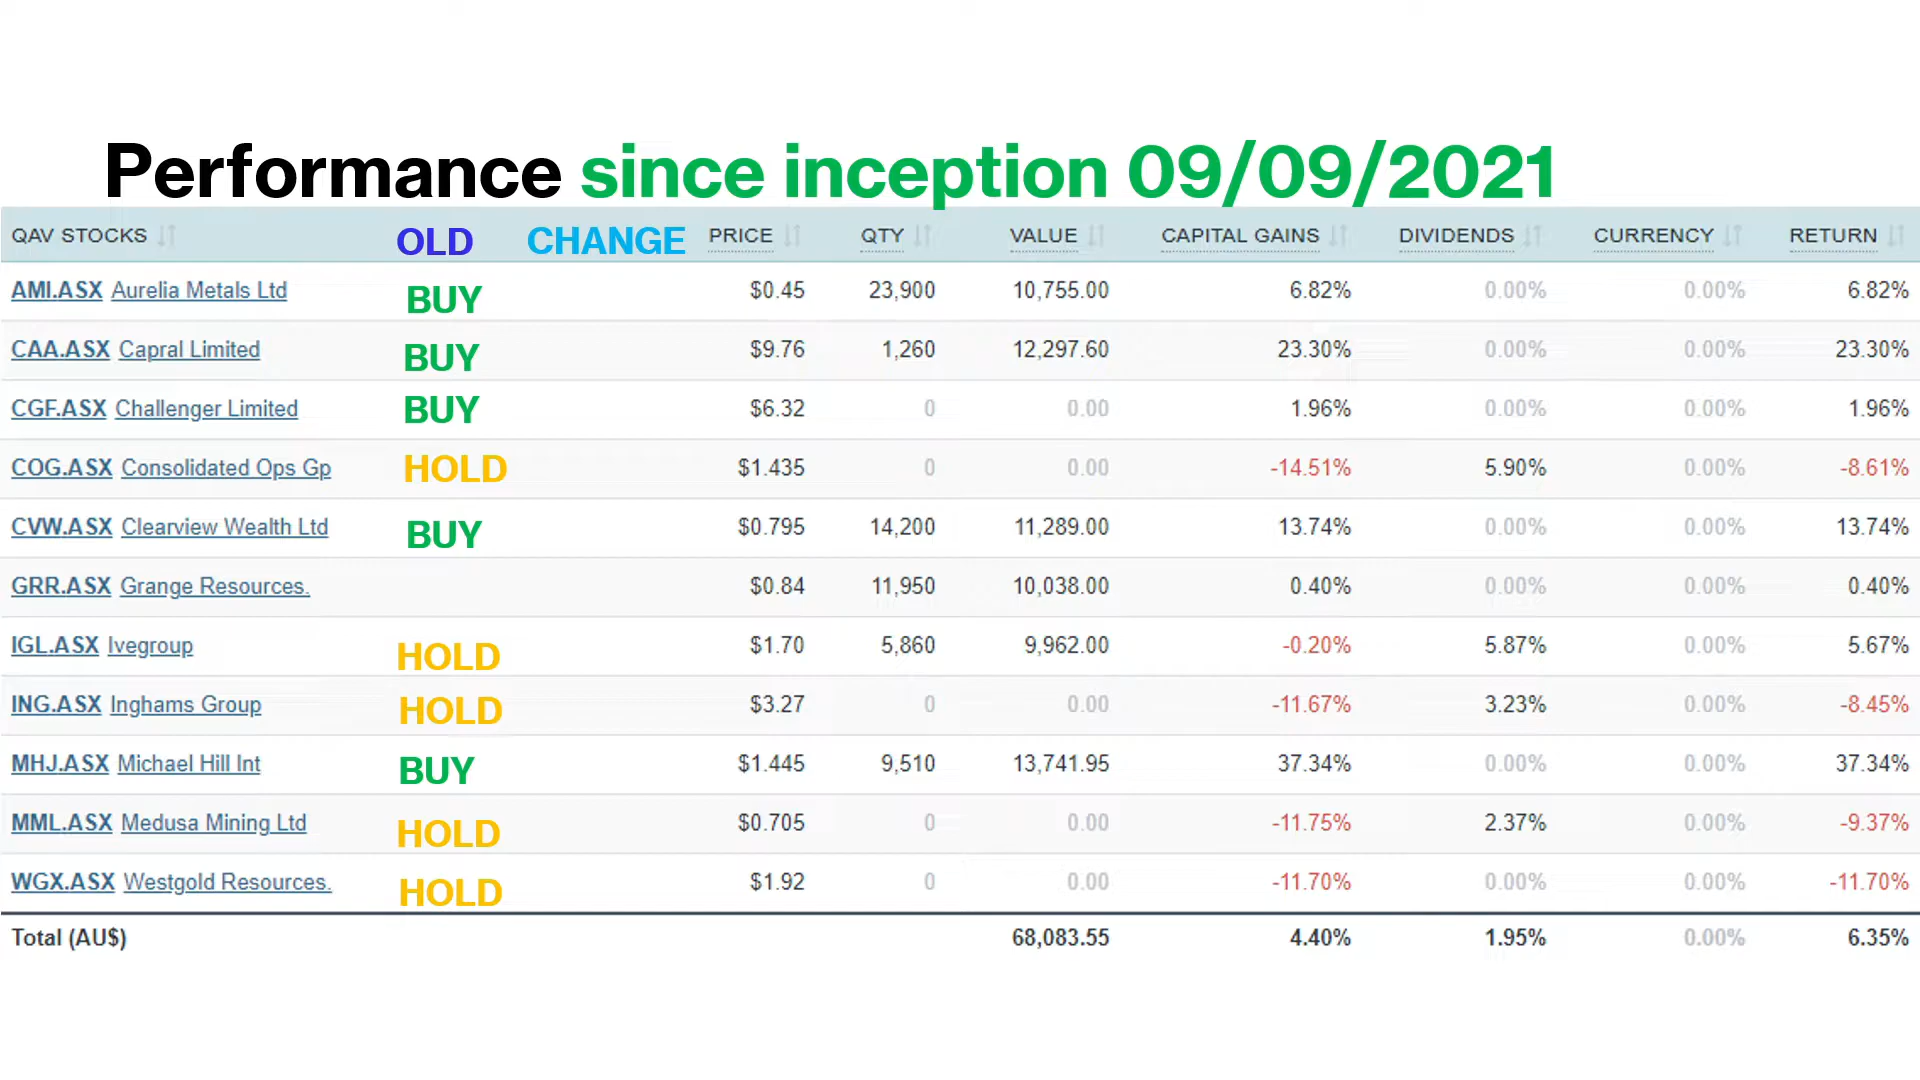 Performance since inception 09/09/2021
QAV STOCKS OLD CHANGE PRICE QTY VALUE CAPITAL GAINS DIVIDENDS CURRENCY RETURN
AMI.ASX Aurelia Metals Ltd BUY $0.45 23,900 10,755.00 6.82% 0.00% 0.00% 6.82%
CAA.ASX Capral Limited BUY $9.76 1,260 12,297.60 23.30% 0.00% 0.00% 23.30%
CGF.ASX Challenger Limited BUY $6.32 0 0.00 1.96% 0.00% 0.00% 1.96%
COG.ASX Consolidated Ops Gp HOLD $1.435 0 0.00 -14.51% 5.90% 0.00% -8.61%
CVW.ASX Clearview Wealth Ltd BUY $0.795 14,200 11,289.00 13.74% 0.00% 0.00% 13.74%
GRR.ASX Grange Resources. $0.84 11,950 10,038.00 0.40% 0.00% 0.00% 0.40%
IGL.ASX Ivegroup HOLD $1.70 5,860 9,962.00 -0.20% 5.87% 0.00% 5.67%
ING.ASX Inghams Group HOLD $3.27 0 0.00 -11.67% 3.23% 0.00% -8.45%
MHJ.ASX Michael Hill Int BUY $1.445 9,510 13,741.95 37.34% 0.00% 0.00% 37.34%
MML.ASX Medusa Mining Ltd HOLD $0.705 0 0.00 -11.75% 2.37% 0.00% -9.37%
WGX.ASX Westgold Resources. HOLD $1.92 0 0.00 -11.70% 0.00% 0.00% -11.70%
Total (AU$) 68,083.55 4.40% 1.95% 0.00% 6.35%